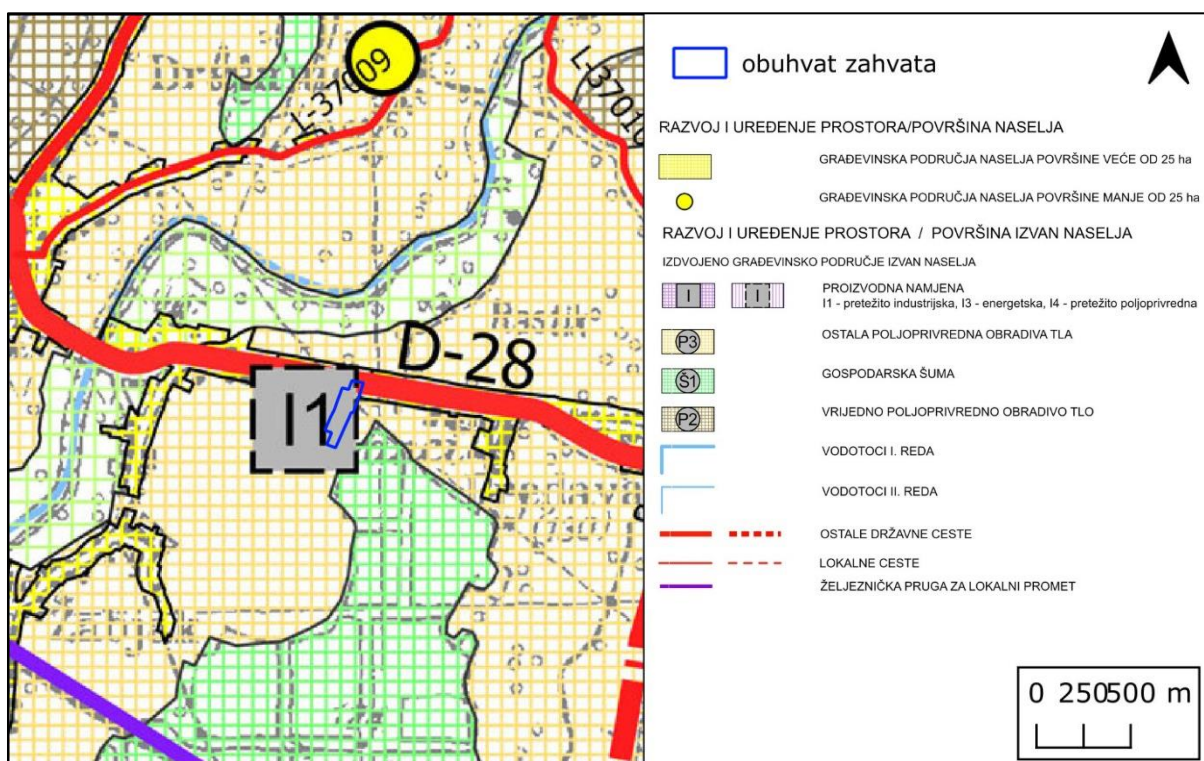 L-37009
L-37010
D-28
I1
obuhvat zahvata
RAZVOJ I UREĐENJE PROSTORA/POVRŠINA NASELJA
GRAĐEVINSKA PODRUČJA NASELJA POVRŠINE VEĆE OD 25 ha
GRAĐEVINSKA PODRUČJA NASELJA POVRŠINE MANJE OD 25 ha
RAZVOJ I UREĐENJE PROSTORA / POVRŠINA IZVAN NASELJA
IZDVOJENO GRAĐEVINSKO PODRUČJE IZVAN NASELJA
I I PROIZVODNA NAMJENA
I1 - pretežito industrijska, I3 - energetska, I4 - pretežito poljoprivredna
P3 OSTALA POLJOPRIVREDNA OBRADIVA TLA
Š1 GOSPODARSKA ŠUMA
P2 VRIJEDNO POLJOPRIVREDNO OBRADIVO TLO
VODOTOCI I. REDA
VODOTOCI II. REDA
OSTALE DRŽAVNE CESTE
LOKALNE CESTE
ŽELJEZNIČKA PRUGA ZA LOKALNI PROMET
0 250500 m